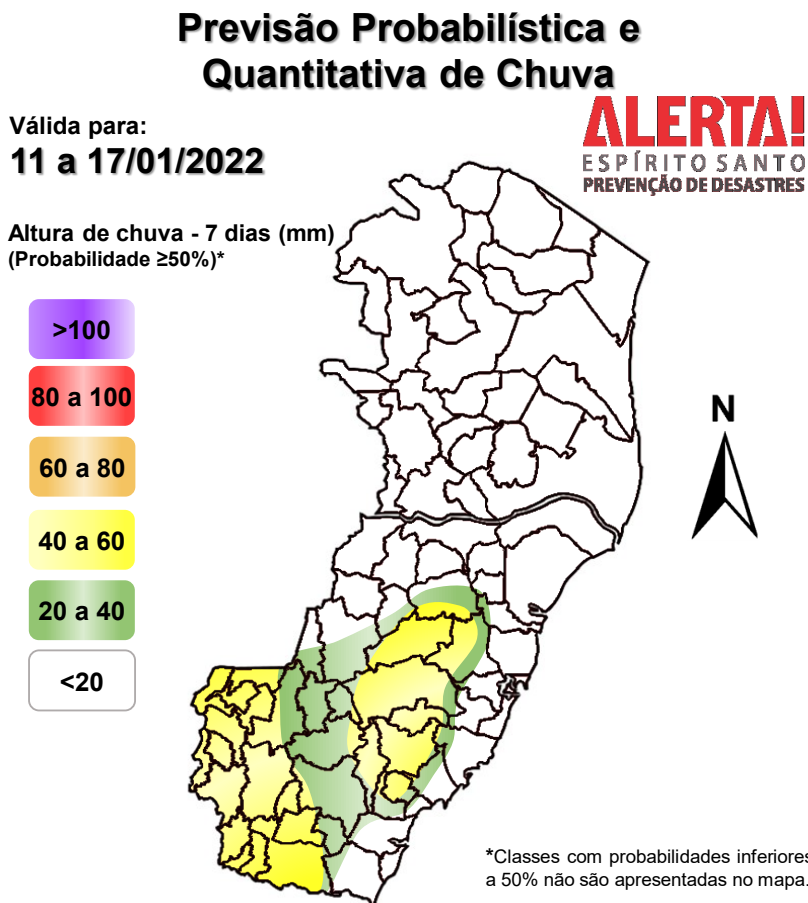 Previsão Probabilística e
Quantitativa de Chuva
Válida para:
11 a 17/01/2022
ALERTA!
ESPÍRITO SANTO
PREVENÇÃO DE DESASTRES
Altura de chuva - 7 dias (mm)
(Probabilidade ≥50%)*
>100
80 a 100
60 a 80
40 a 60
20 a 40
<20
N
*Classes com probabilidades inferiores
a 50% não são apresentadas no mapa.